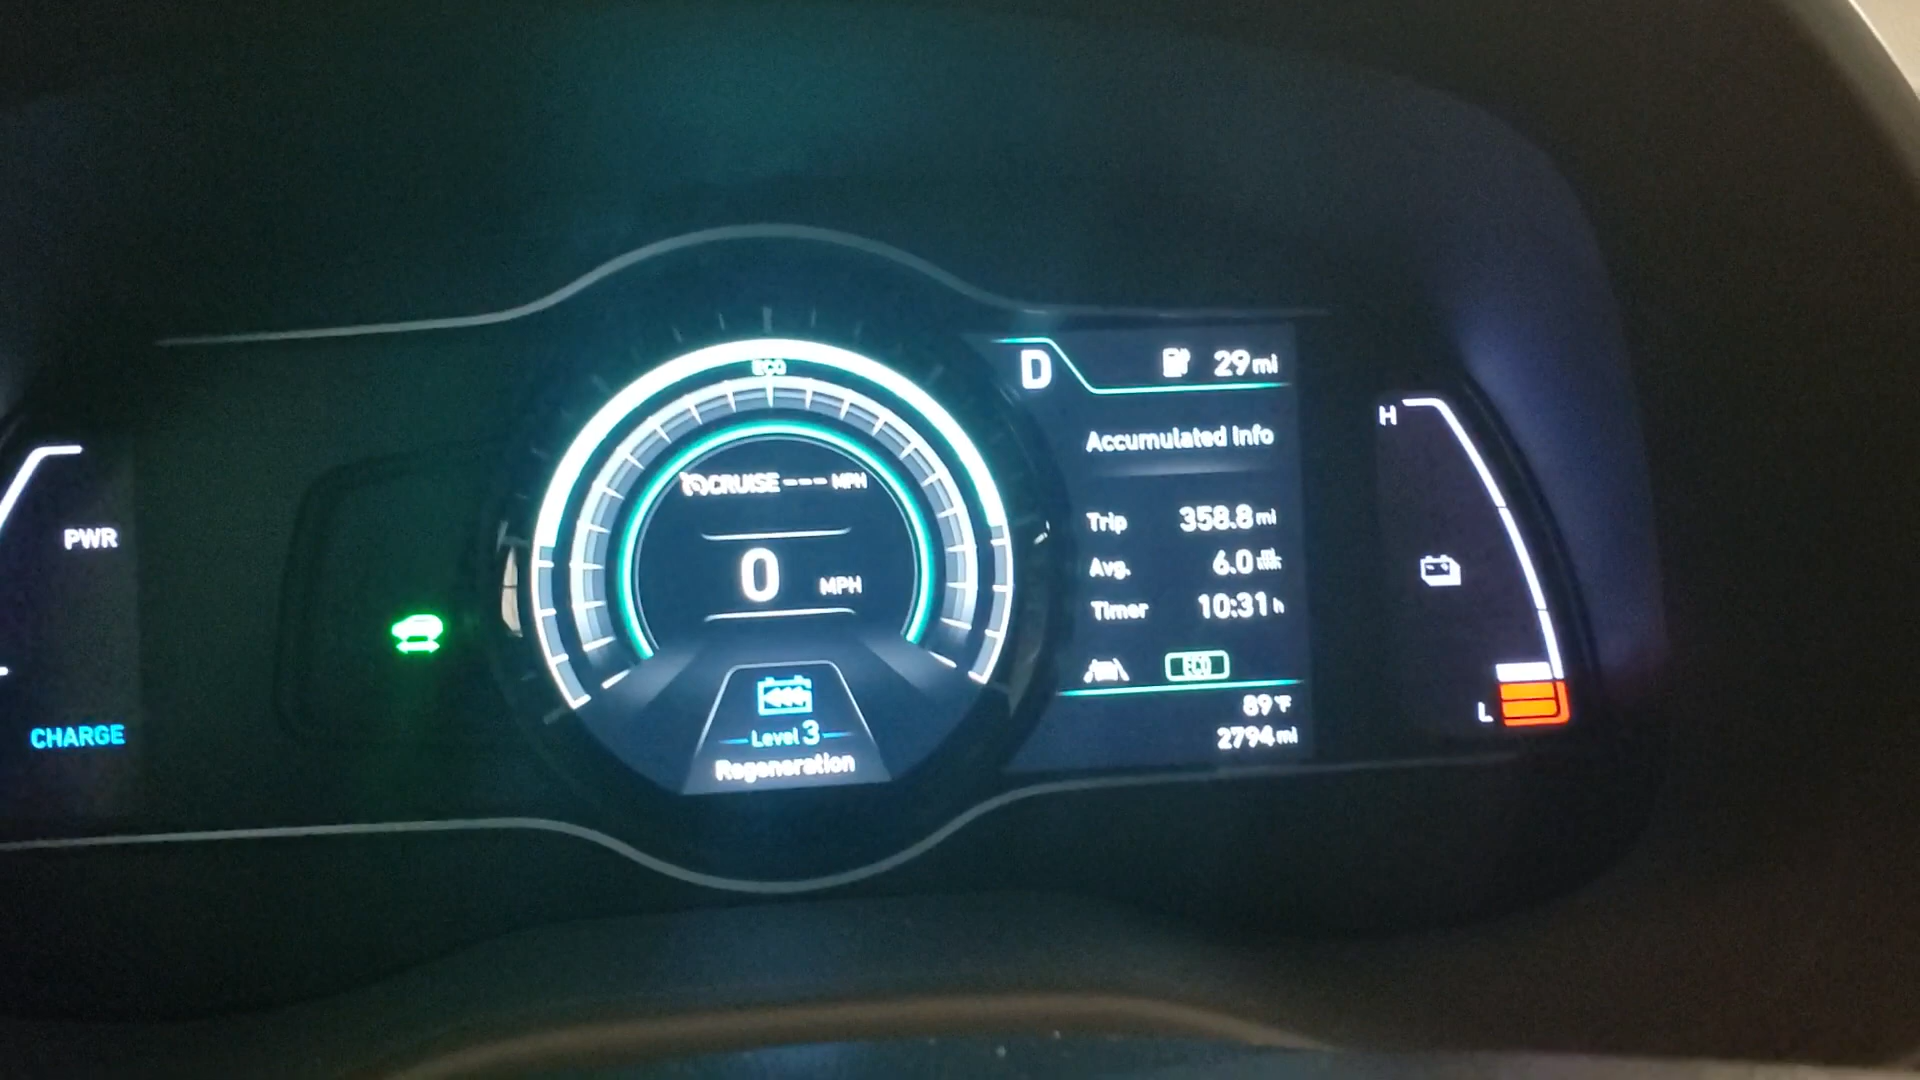 PWR
CHARGE
ECO
CRUISE --- MPH
0 MPH
Level 3
Regeneration
D
29 mi
Accumulated Info
Trip 358.8 mi
Avg. 6.0
Timer 10:31 h
ECO
89°F
2794 mi
H
L